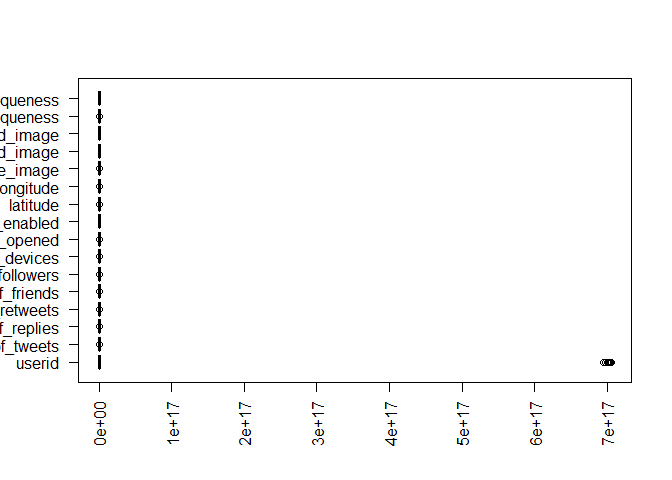 queness
queness
d_image
d_image
e_image
ongitude
latitude
_enabled
_opened
_devices
followers
f_friends
retweets
f_replies
of_tweets
userid
0e+00
1e+17
2e+17
3e+17
4e+17
5e+17
6e+17
7e+17